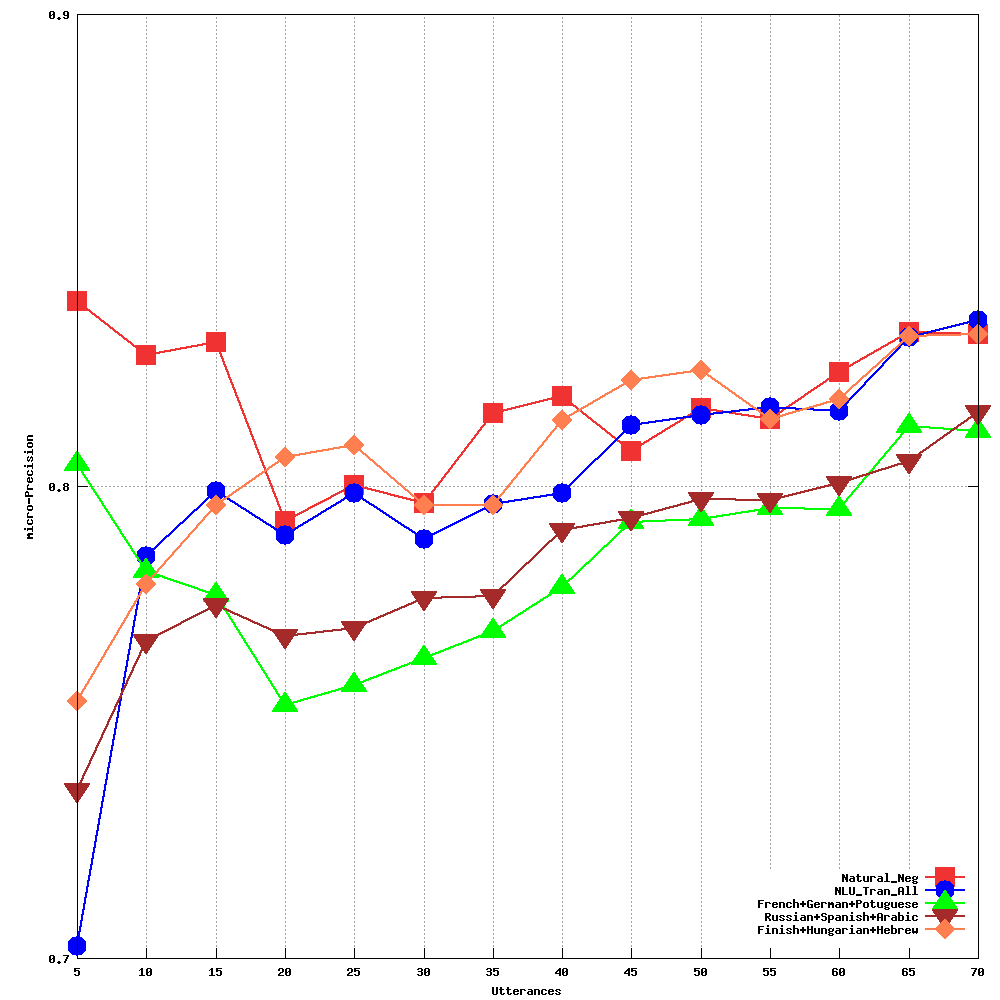 0.9
micro-Precision
0.8
0.7
Natural_Neg
NLU_Tran_All
French+German+Potuguese
Russian+Spanish+Arabic
Finish+Hungarian+Hebrew
5 10 15 20 25 30 35 40 45 50 55 60 65 70
Utterances